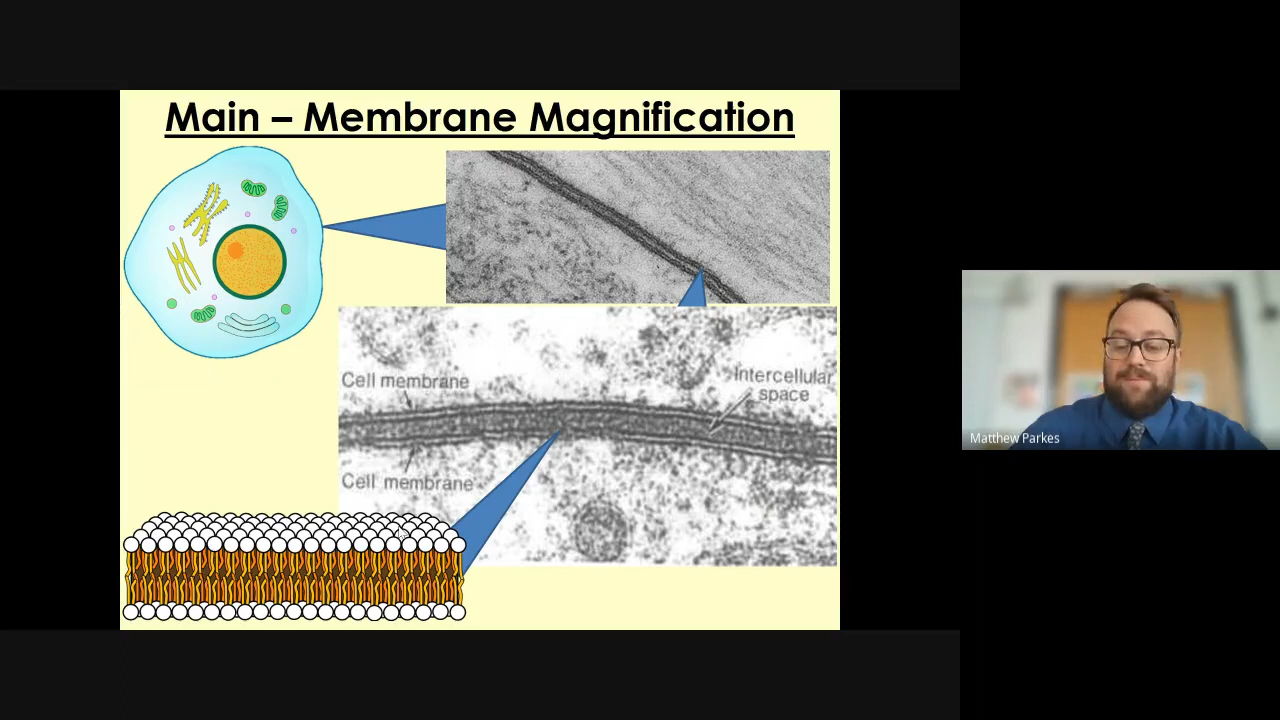 Main – Membrane Magnification
Cell membrane
Intercellular
space
Cell membrane
Matthew Parkes